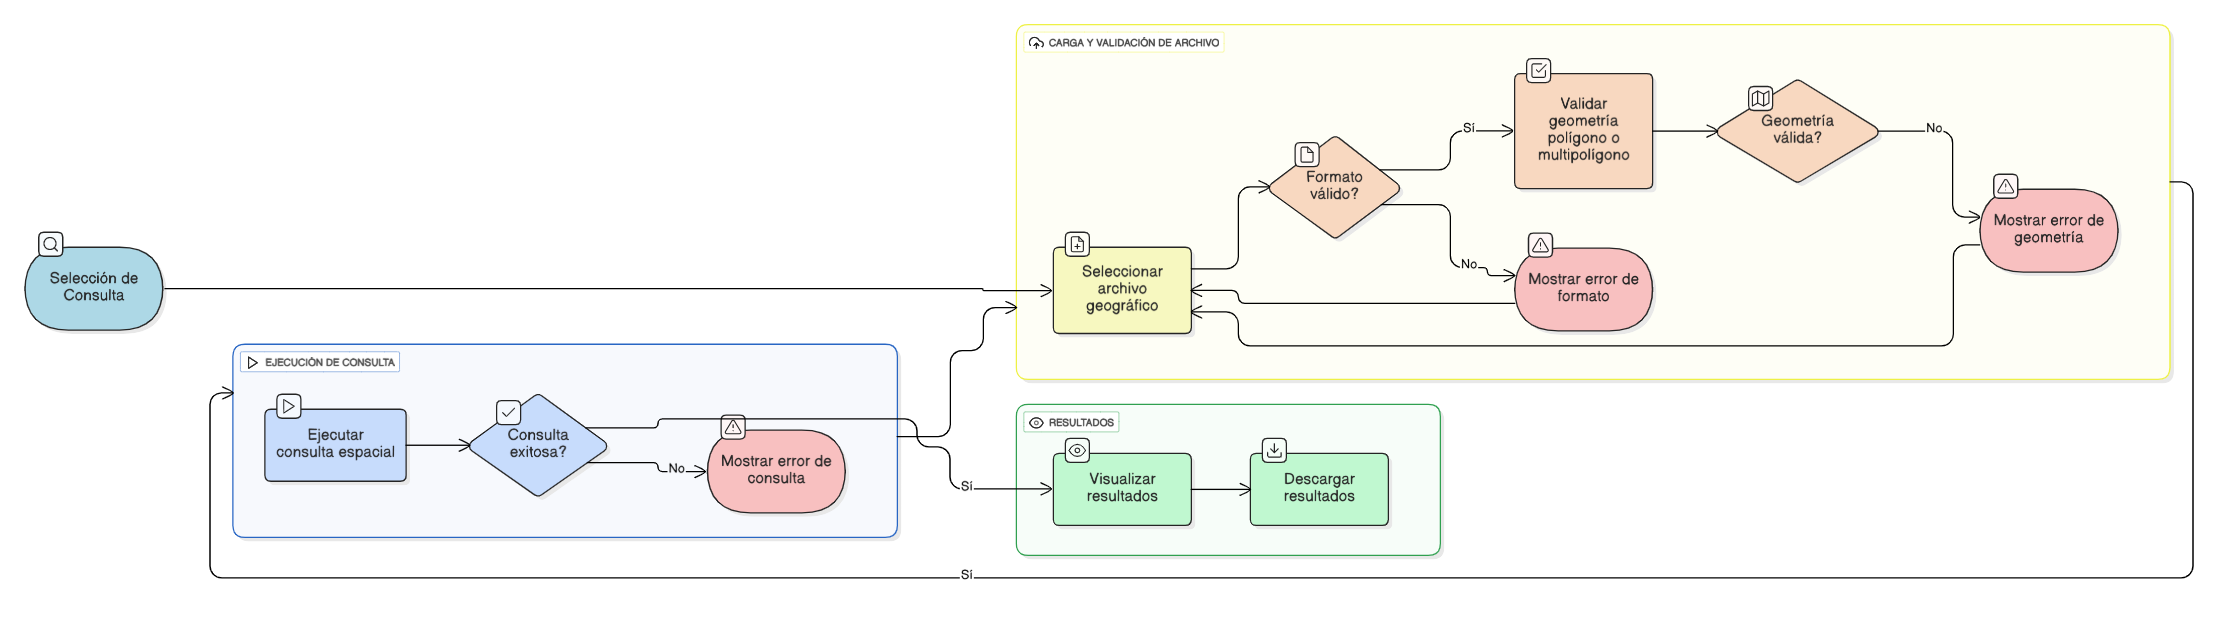 CARGA Y VALIDACIÓN DE ARCHIVO
Validar
geometría
polígono o
multipolígono
Geometría
válida?
Sí
No
Formato
válido?
Mostrar error de
geometría
Selección de
Consulta
Seleccionar
archivo
geográfico
No
Mostrar error de
formato
EJECUCIÓN DE CONSULTA
Ejecutar
consulta espacial
Consulta
exitosa?
No
Mostrar error de
consulta
Sí
RESULTADOS
Visualizar
resultados
Descargar
resultados
Sí